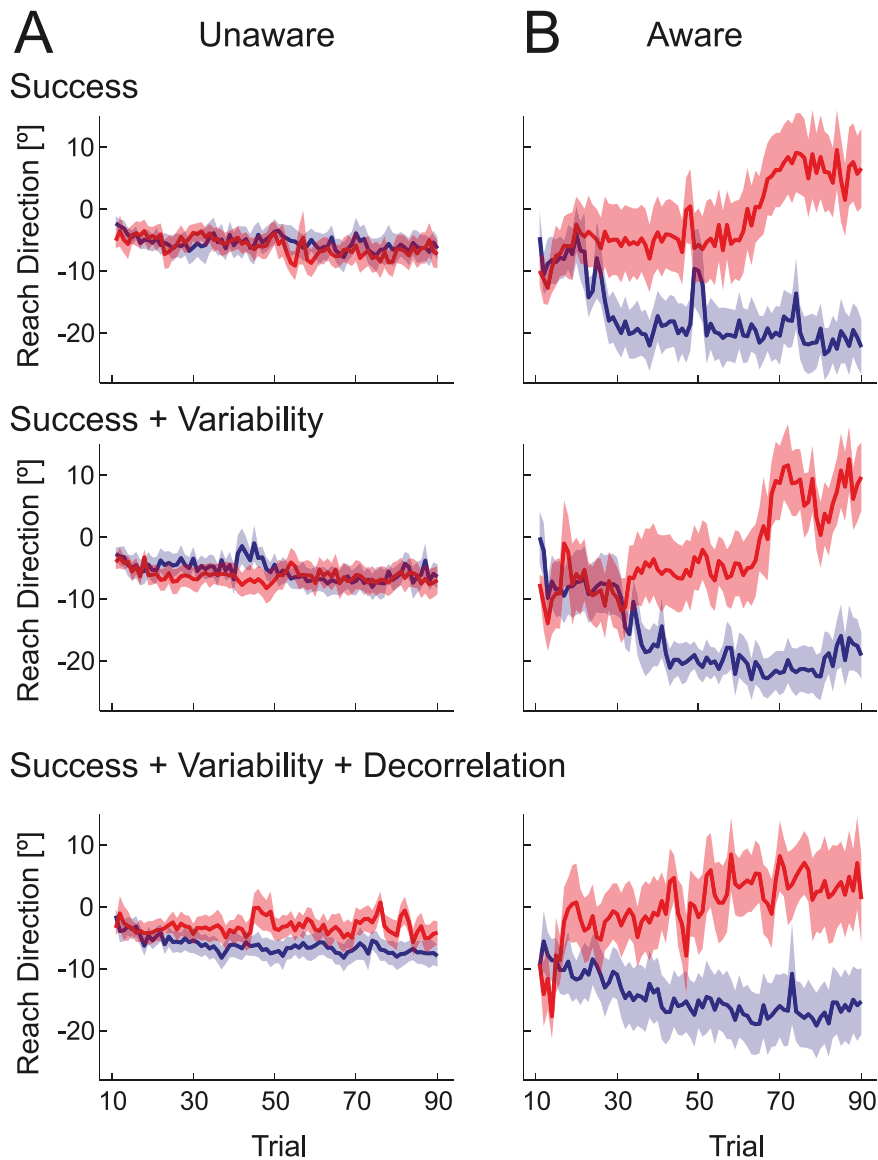 A Unaware B Aware
Success
Reach Direction [º]
10
0
-10
-20
Success + Variability
Reach Direction [º]
10
0
-10
-20
Success + Variability + Decorrelation
Reach Direction [º]
10
0
-10
-20
10 30 50 70 90 10 30 50 70 90
Trial Trial